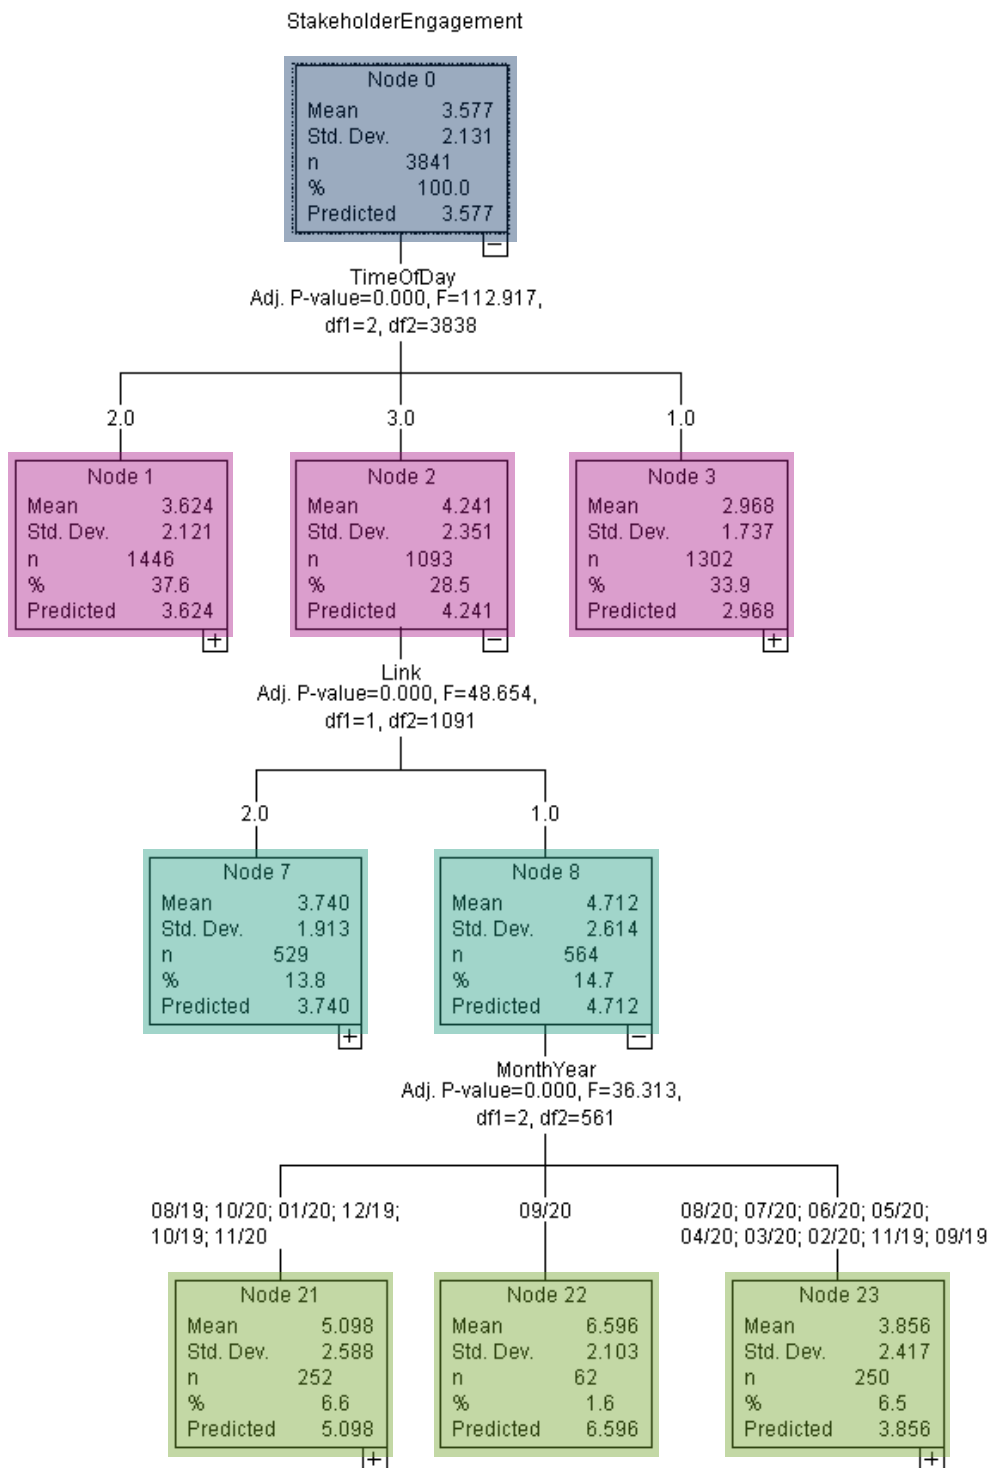 StakeholderEngagement
Node 0
Mean 3.577
Std. Dev. 2.131
n 3841
% 100.0
Predicted 3.577
−
TimeOfDay
Adj. P-value=0.000, F=112.917,
df1=2, df2=3838
2.0
3.0
1.0
Node 1
Mean 3.624
Std. Dev. 2.121
n 1446
% 37.6
Predicted 3.624
+
Node 2
Mean 4.241
Std. Dev. 2.351
n 1093
% 28.5
Predicted 4.241
−
Node 3
Mean 2.968
Std. Dev. 1.737
n 1302
% 33.9
Predicted 2.968
+
Link
Adj. P-value=0.000, F=48.654,
df1=1, df2=1091
2.0
1.0
Node 7
Mean 3.740
Std. Dev. 1.913
n 529
% 13.8
Predicted 3.740
+
Node 8
Mean 4.712
Std. Dev. 2.614
n 564
% 14.7
Predicted 4.712
−
MonthYear
Adj. P-value=0.000, F=36.313,
df1=2, df2=561
08/19; 10/20; 01/20; 12/19;
10/19; 11/20
09/20
08/20; 07/20; 06/20; 05/20;
04/20; 03/20; 02/20; 11/19; 09/19
Node 21
Mean 5.098
Std. Dev. 2.588
n 252
% 6.6
Predicted 5.098
+
Node 22
Mean 6.596
Std. Dev. 2.103
n 62
% 1.6
Predicted 6.596
Node 23
Mean 3.856
Std. Dev. 2.417
n 250
% 6.5
Predicted 3.856
+